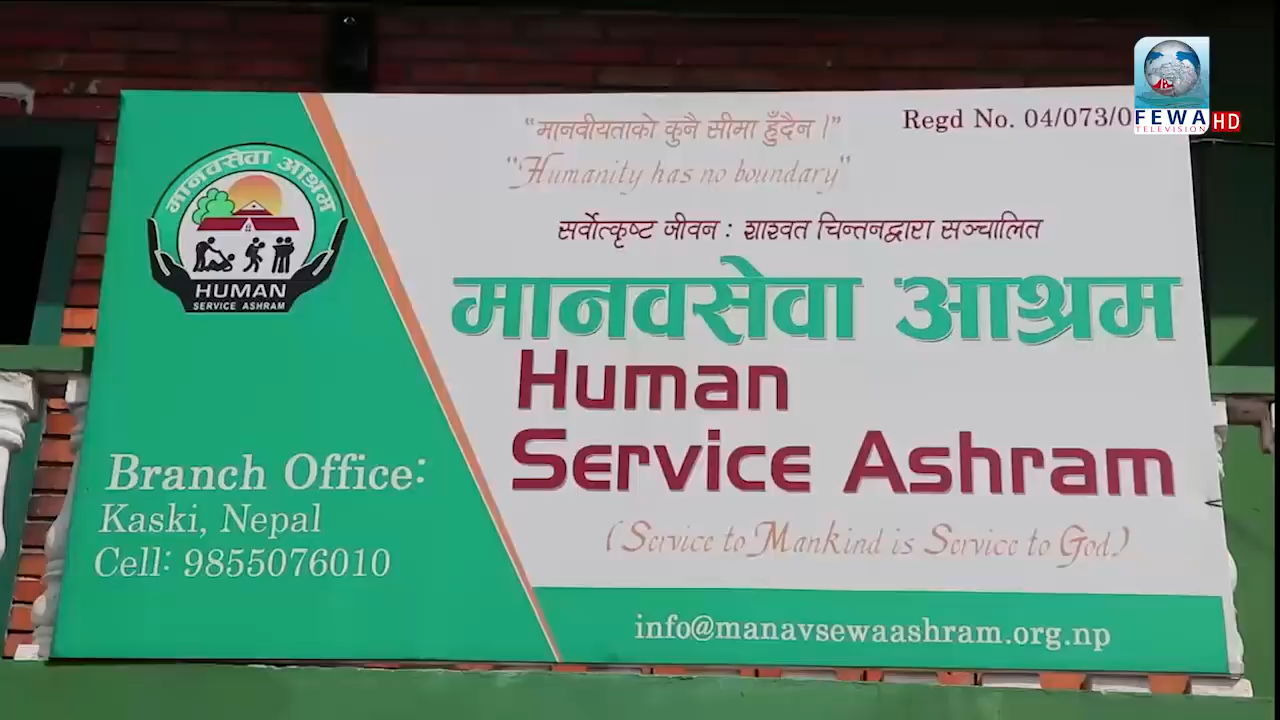 FEWA HD
TELEVISION
"मानवीयताको कुनै सीमा हुँदैन ।"
Regd No. 04/073/0
"Humanity has no boundary"
सर्वोत्कृष्ट जीवन : शाश्वत चिन्तनद्वारा सञ्चालित
मानवसेवा आश्रम
HUMAN
SERVICE ASHRAM
मानवसेवा आश्रम
Human
Service Ashram
(Service to Mankind is Service to God)
Branch Office:
Kaski, Nepal
Cell: 9855076010
info@manavsewaashram.org.np